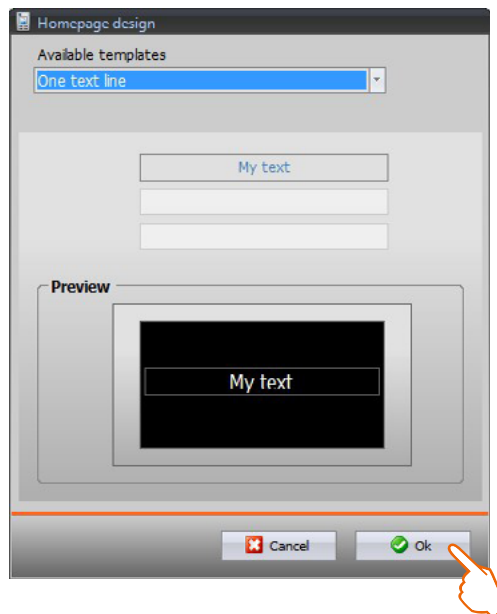 Homepage design
Available templates
One text line
My text
Preview
My text
Cancel
Ok